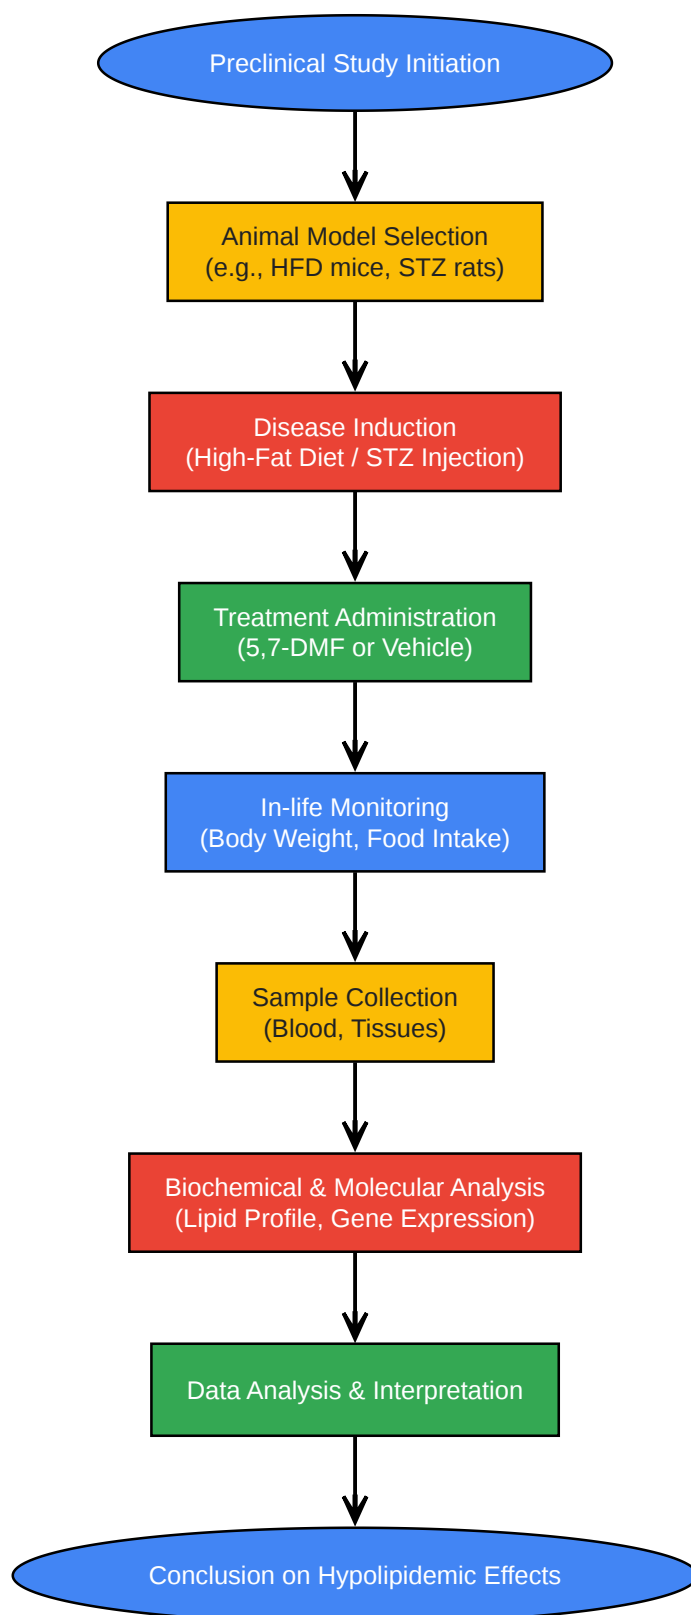 Preclinical Study Initiation
Animal Model Selection
(e.g., HFD mice, STZ rats)
Disease Induction
(High-Fat Diet / STZ Injection)
Treatment Administration
(5,7-DMF or Vehicle)
In-life Monitoring
(Body Weight, Food Intake)
Sample Collection
(Blood, Tissues)
Biochemical & Molecular Analysis
(Lipid Profile, Gene Expression)
Data Analysis & Interpretation
Conclusion on Hypolipidemic Effects